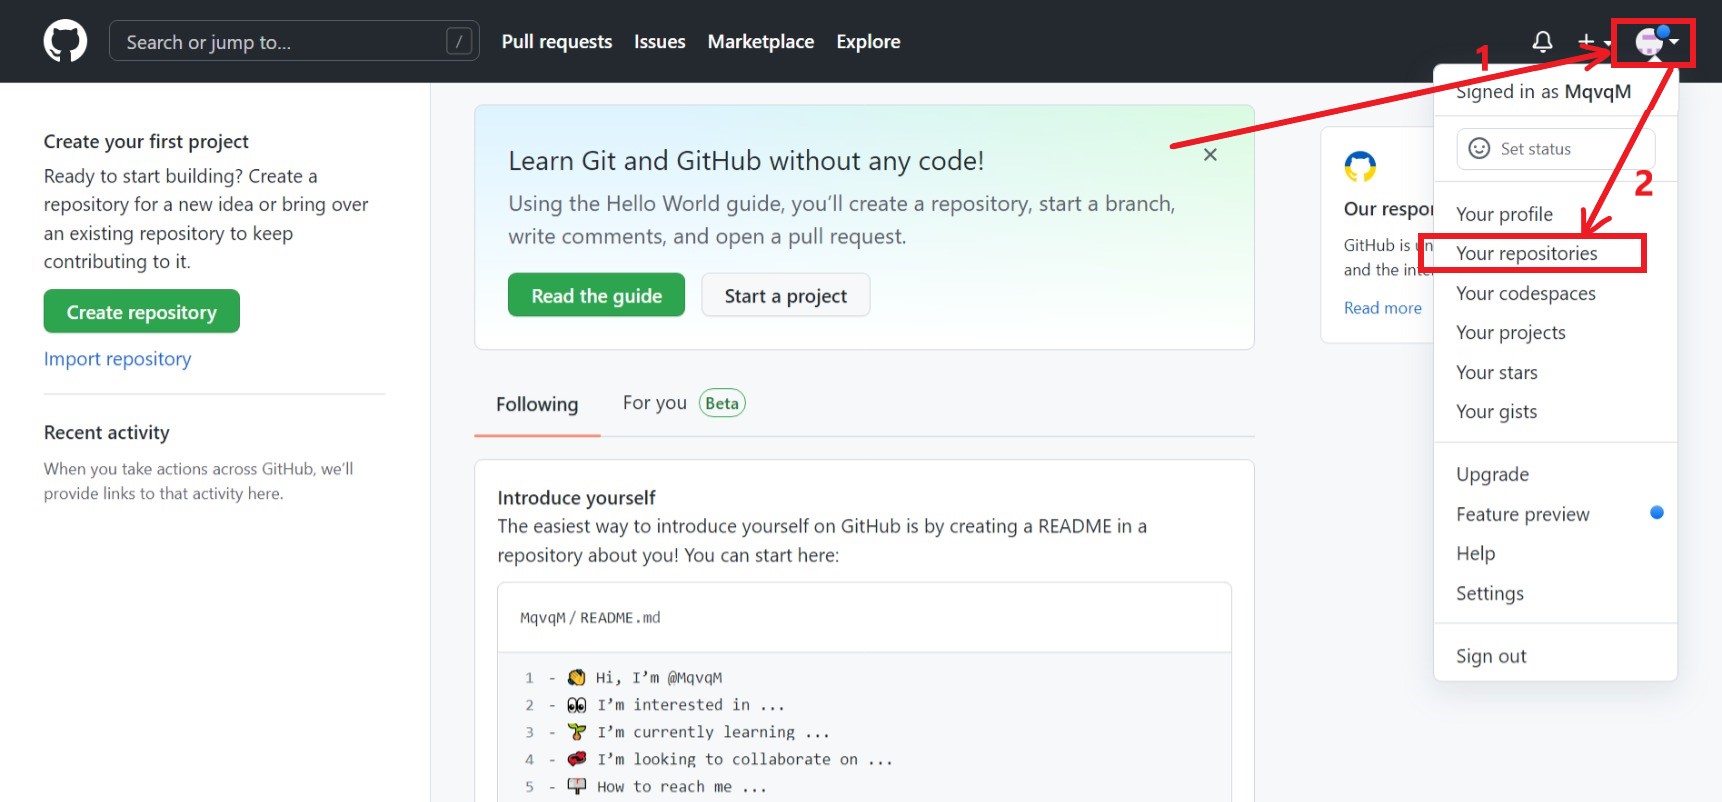 Search or jump to... /
Pull requests Issues Marketplace Explore
1
Create your first project
Ready to start building? Create a
repository for a new idea or bring over
an existing repository to keep
contributing to it.
Create repository
Import repository
Recent activity
When you take actions across GitHub, we'll
provide links to that activity here.
Learn Git and GitHub without any code!
Using the Hello World guide, you'll create a repository, start a branch,
write comments, and open a pull request.
Read the guide Start a project
Following For you Beta
Introduce yourself
The easiest way to introduce yourself on GitHub is by creating a README in a
repository about you! You can start here:
MqvqM / README.md
1 - 👋 Hi, I'm @MqvqM
2 - 👀 I'm interested in ...
3 - 🌱 I'm currently learning ...
4 - 💞️ I'm looking to collaborate on ...
5 - 📫 How to reach me ...
Our
GitHub is
and the
Read more
Signed in as MqvqM
Set status
2
Your profile
Your repositories
Your codespaces
Your projects
Your stars
Your gists
Upgrade
Feature preview
Help
Settings
Sign out